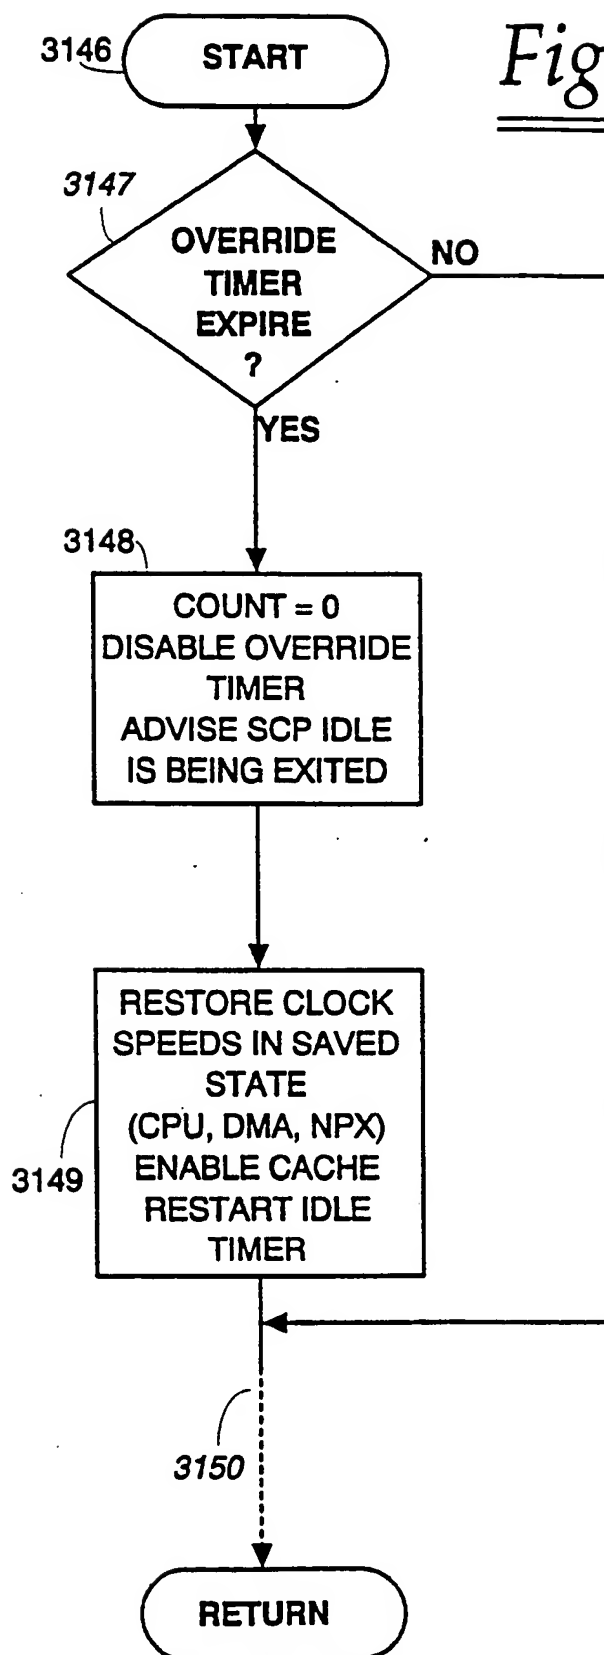 3146
START
Fig
3147
OVERRIDE
TIMER
EXPIRE
?
NO
YES
3148
COUNT = 0
DISABLE OVERRIDE
TIMER
ADVISE SCP IDLE
IS BEING EXITED
RESTORE CLOCK
SPEEDS IN SAVED
STATE
(CPU, DMA, NPX)
ENABLE CACHE
RESTART IDLE
TIMER
3149
3150
RETURN